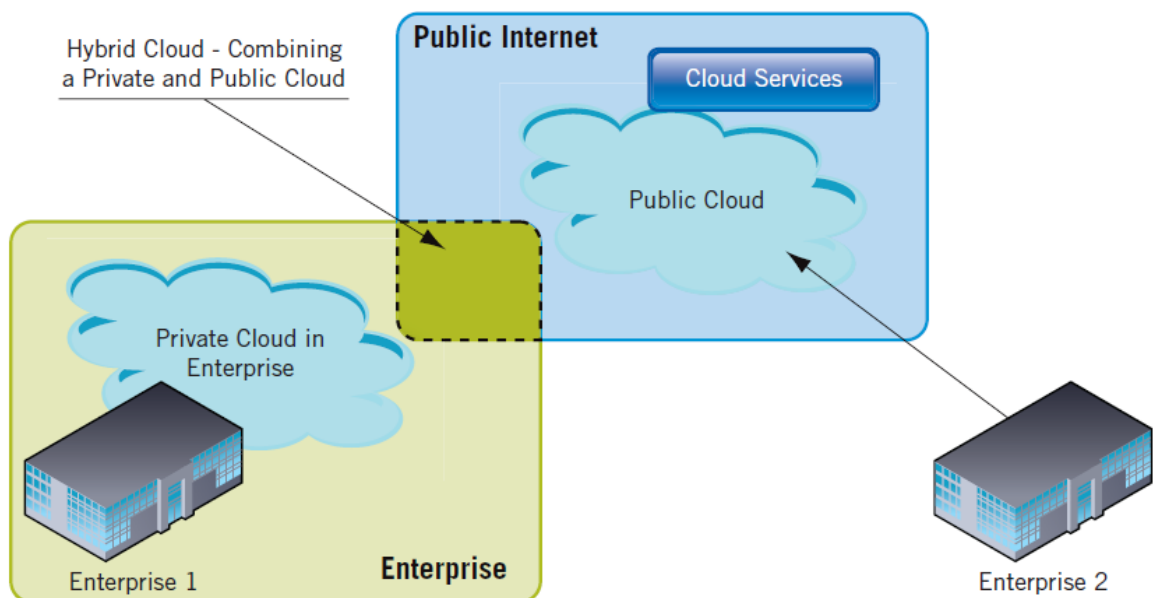 Hybrid Cloud - Combining
a Private and Public Cloud
Public Internet
Cloud Services
Public Cloud
Private Cloud in
Enterprise
Enterprise
Enterprise 1
Enterprise 2